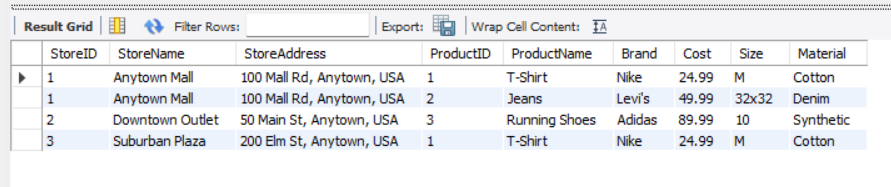 Result Grid Filter Rows: Export: Wrap Cell Content: IA
StoreID StoreName StoreAddress ProductID ProductName Brand Cost Size Material
1 Anytown Mall 100 Mall Rd, Anytown, USA 1 T-Shirt Nike 24.99 M Cotton
1 Anytown Mall 100 Mall Rd, Anytown, USA 2 Jeans Levi's 49.99 32x32 Denim
2 Downtown Outlet 50 Main St, Anytown, USA 3 Running Shoes Adidas 89.99 10 Synthetic
3 Suburban Plaza 200 Elm St, Anytown, USA 1 T-Shirt Nike 24.99 M Cotton